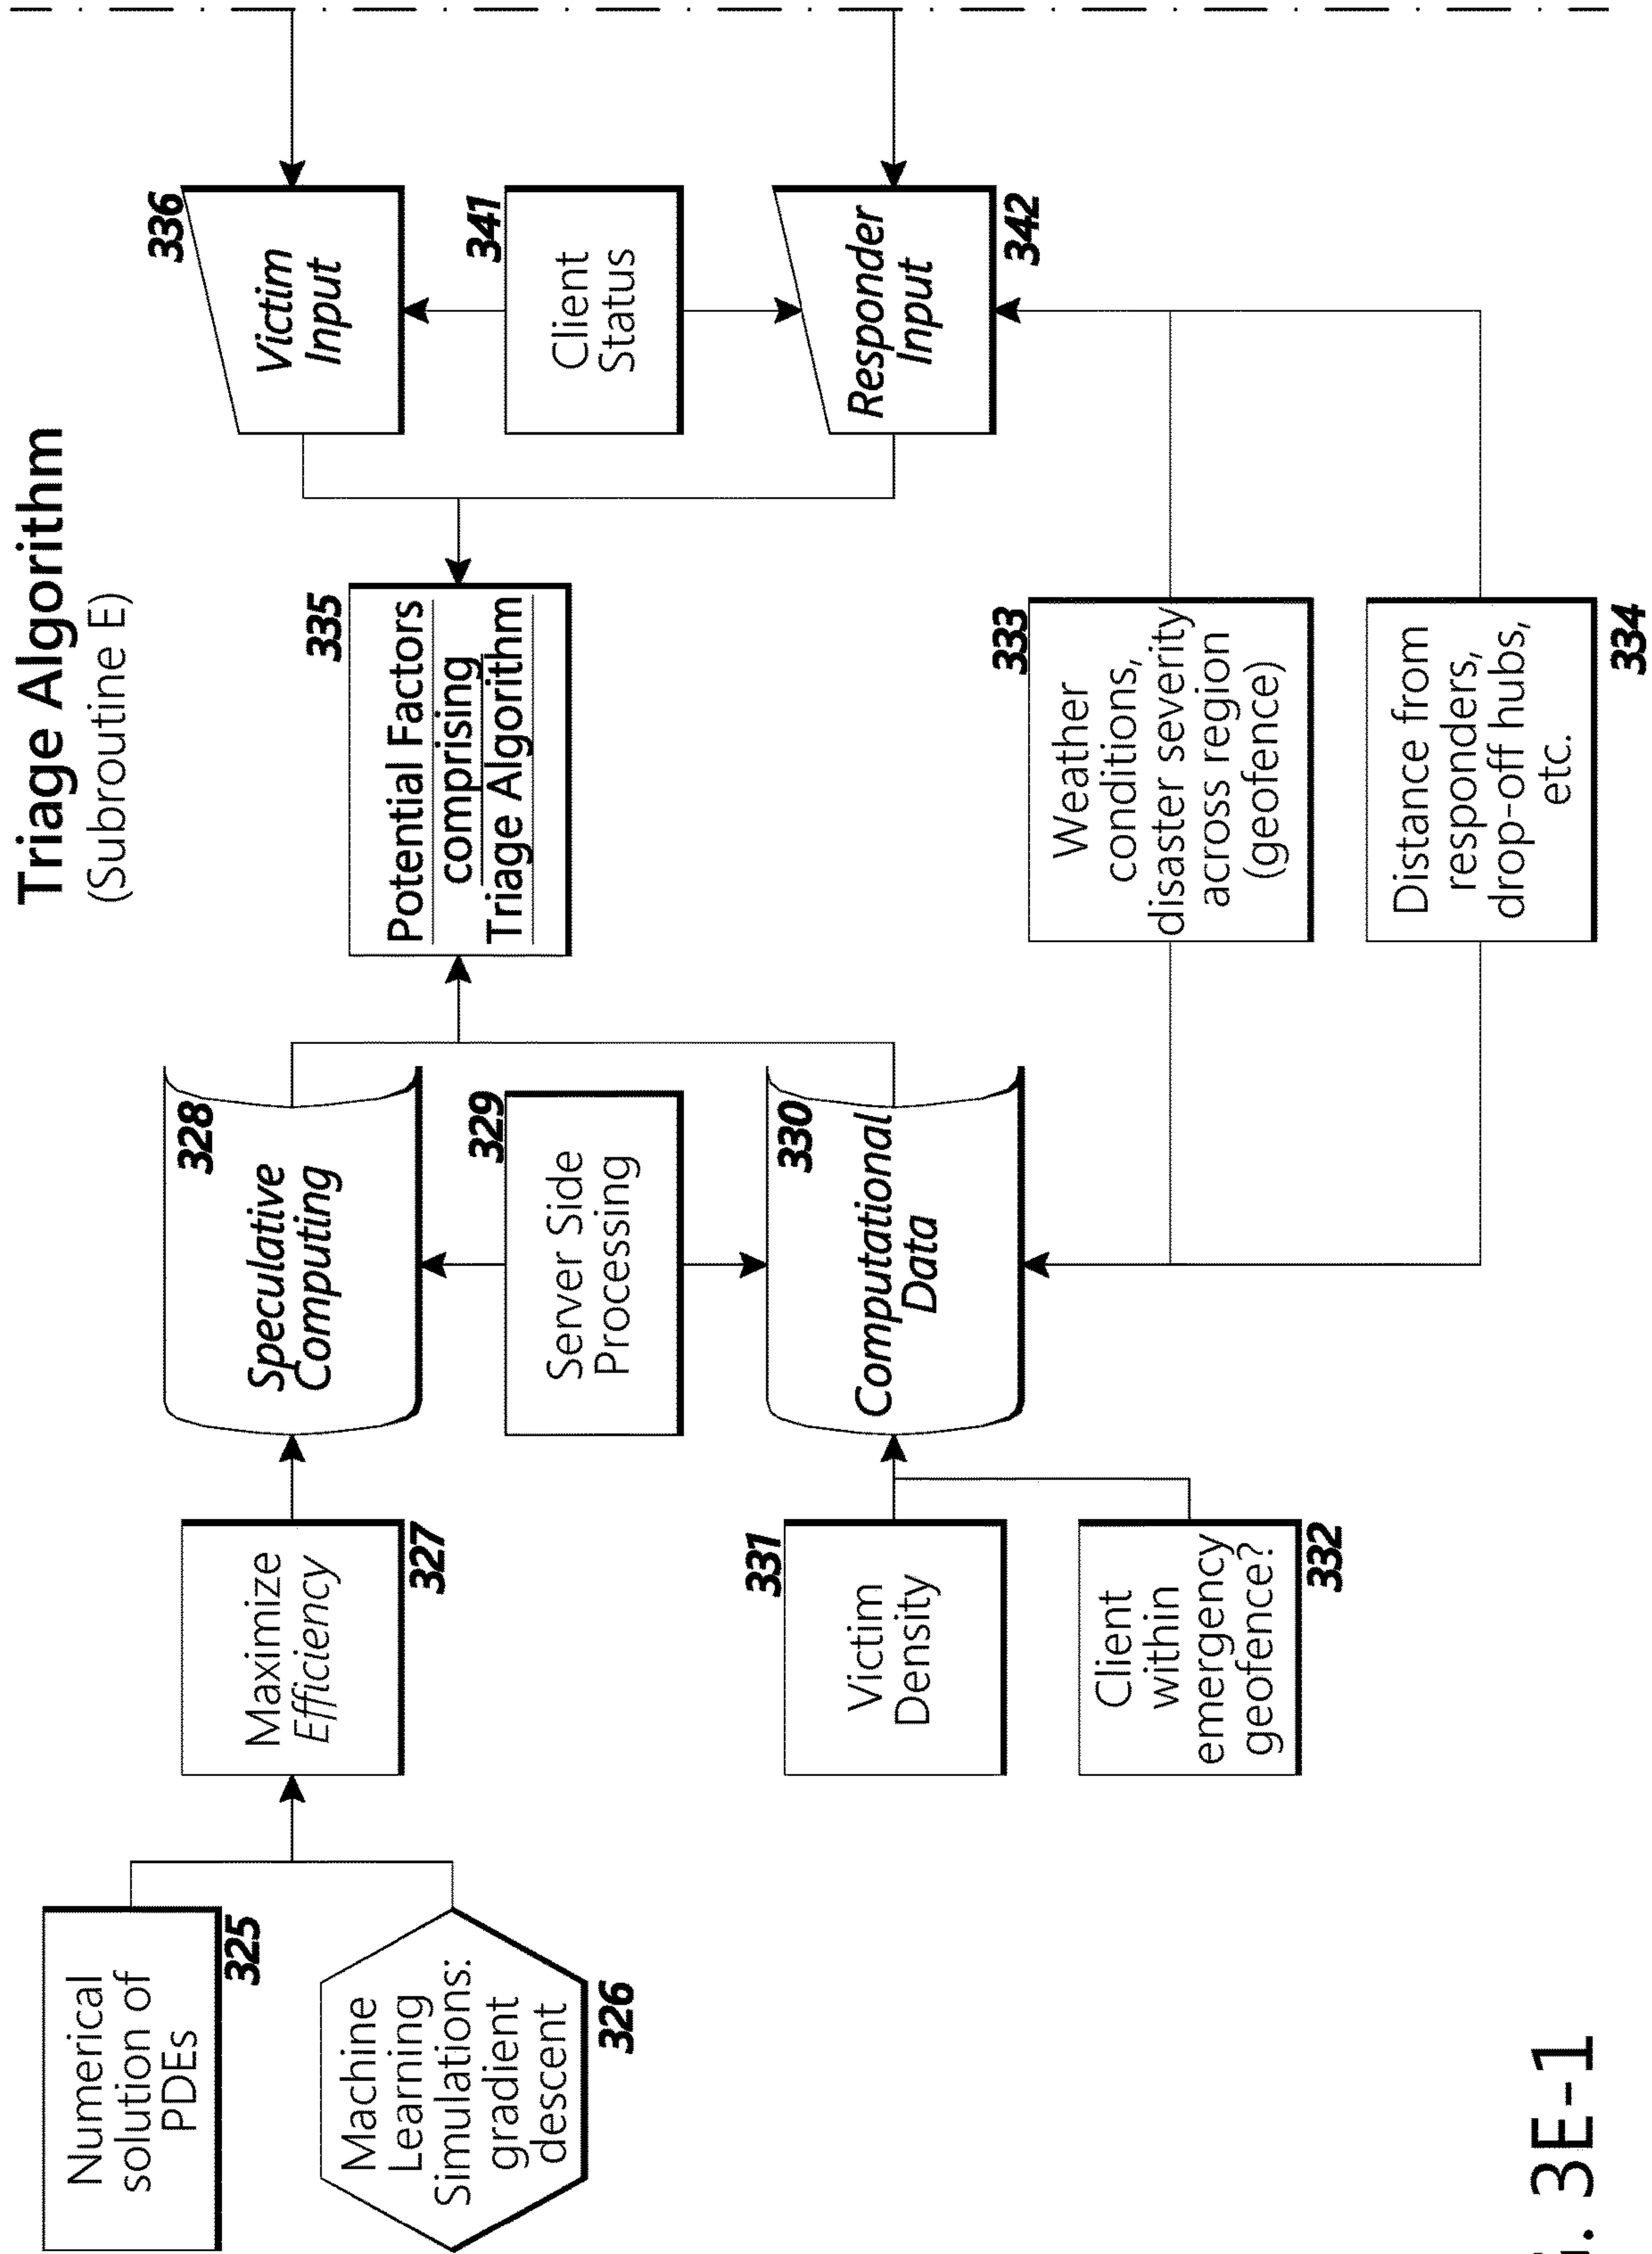 Triage Algorithm
(Subroutine E)
Numerical
solution of
PDEs
325
Machine
Learning
Simulations:
gradient
descent
326
Maximize
Efficiency
327
328
Speculative
Computing
329
Server Side
Processing
330
Computational
Data
331
Victim
Density
Client
within
emergency
geofence?
332
335
Potential Factors
comprising
Triage Algorithm
333
Weather
conditions,
disaster severity
across region
(geofence)
Distance from
responders,
drop-off hubs,
etc.
334
336
Victim
Input
341
Client
Status
Responder
Input
342
3E-1